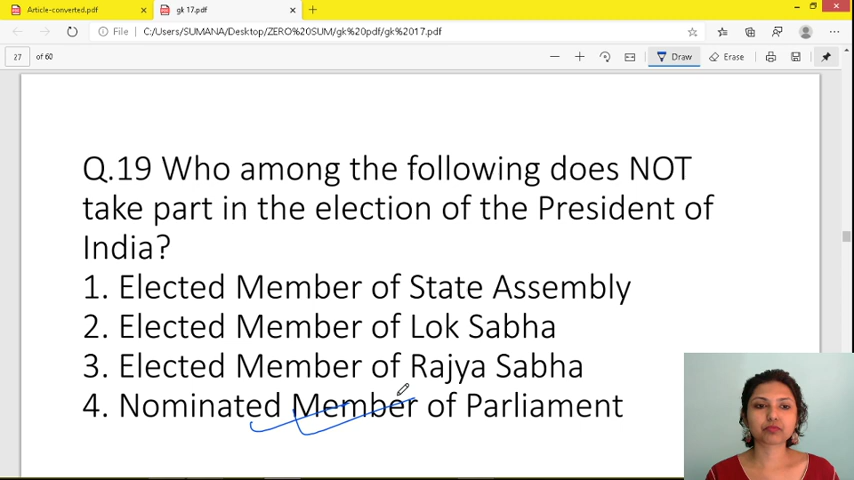 Article-converted.pdf
gk 17.pdf
File
C:/Users/SUMANA/Desktop/ZERO%20SUM/gk%20pdf/gk%2017.pdf
27 of 60
Draw
Erase
Q.19 Who among the following does NOT
take part in the election of the President of
India?
1. Elected Member of State Assembly
2. Elected Member of Lok Sabha
3. Elected Member of Rajya Sabha
4. Nominated Member of Parliament